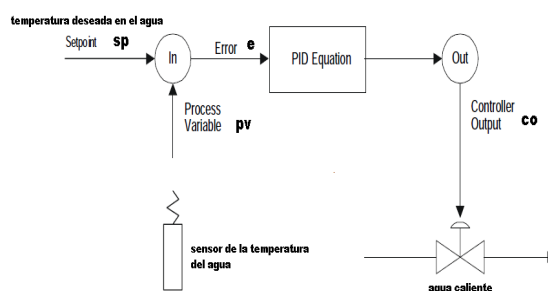 temperatura deseada en el agua
Setpoint sp
In
Error e
PID Equation
Out
Process
Variable pv
Controller
Output co
sensor de la temperatura
del agua
agua caliente